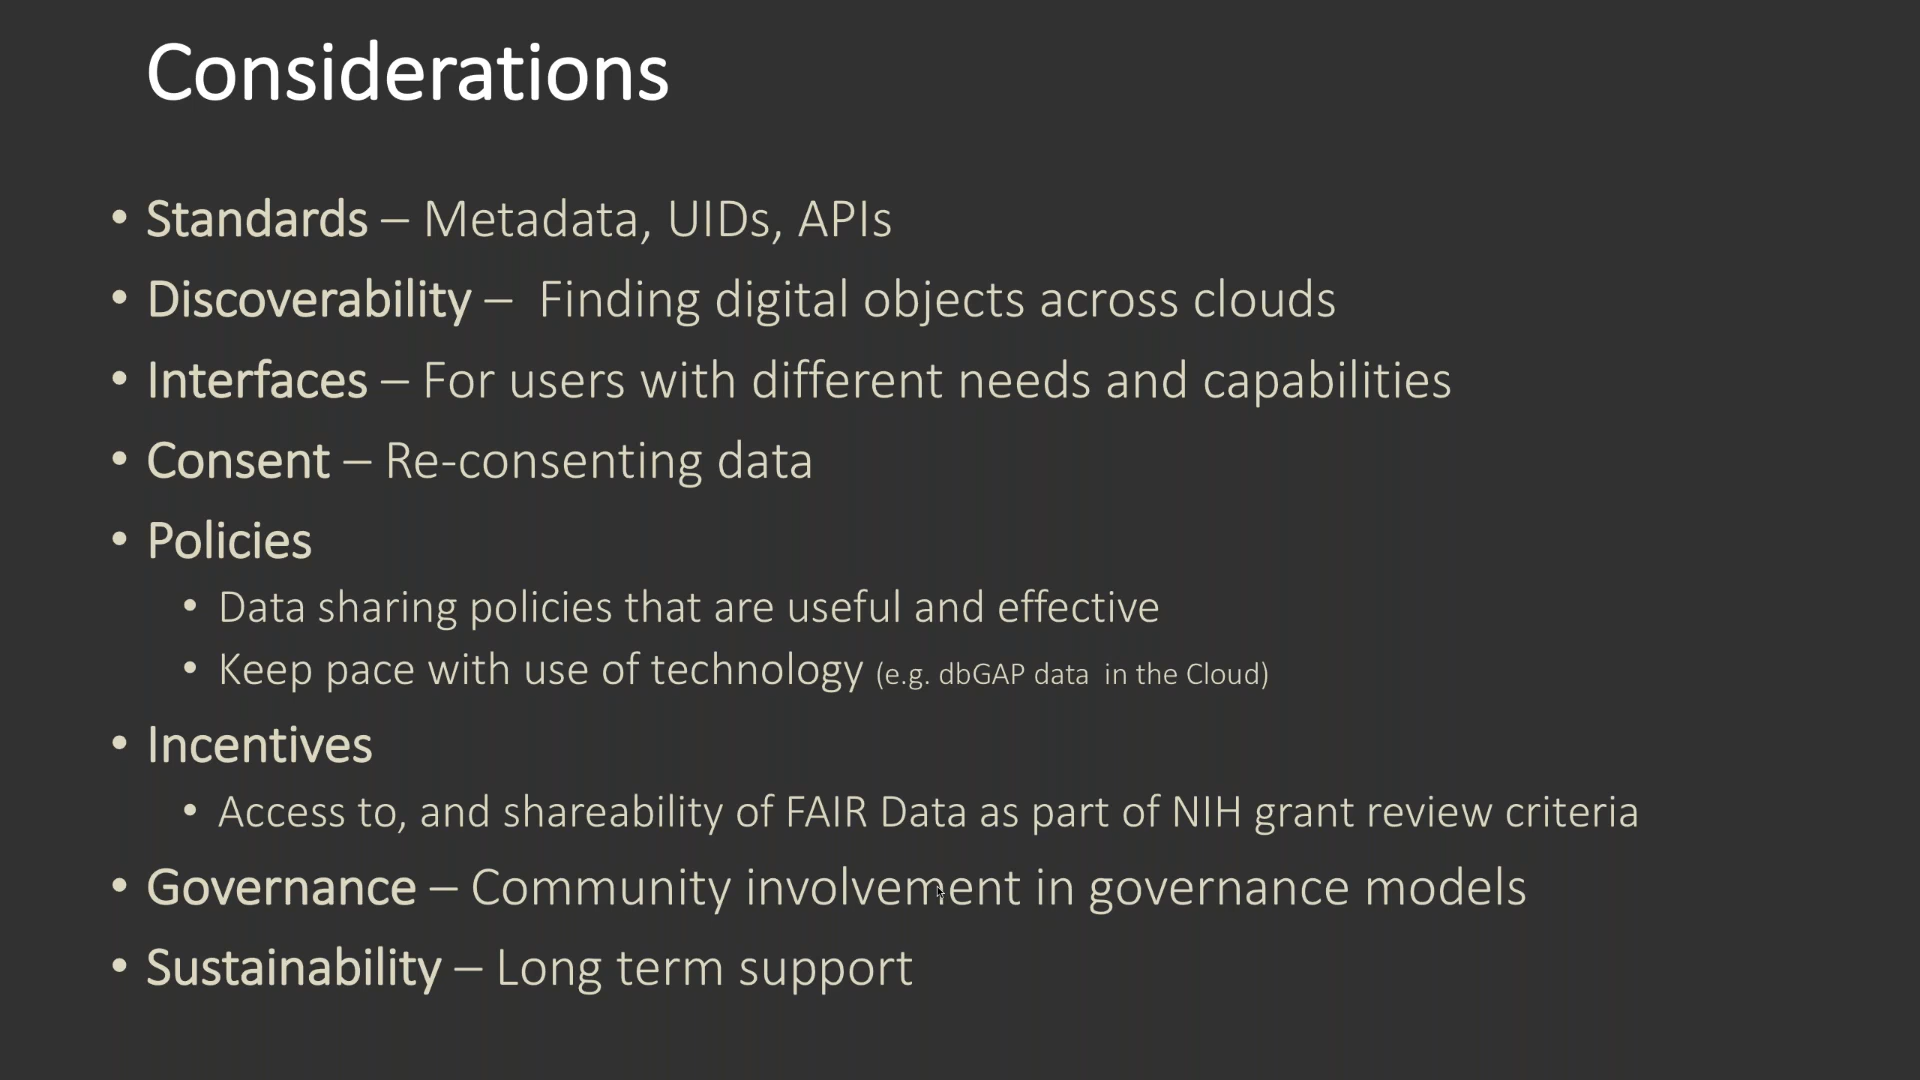 Considerations
• Standards – Metadata, UIDs, APIs
• Discoverability –  Finding digital objects across clouds
• Interfaces – For users with different needs and capabilities
• Consent – Re-consenting data
• Policies
• Data sharing policies that are useful and effective
• Keep pace with use of technology (e.g. dbGAP data  in the Cloud)
• Incentives
• Access to, and shareability of FAIR Data as part of NIH grant review criteria
• Governance – Community involvement in governance models
• Sustainability – Long term support